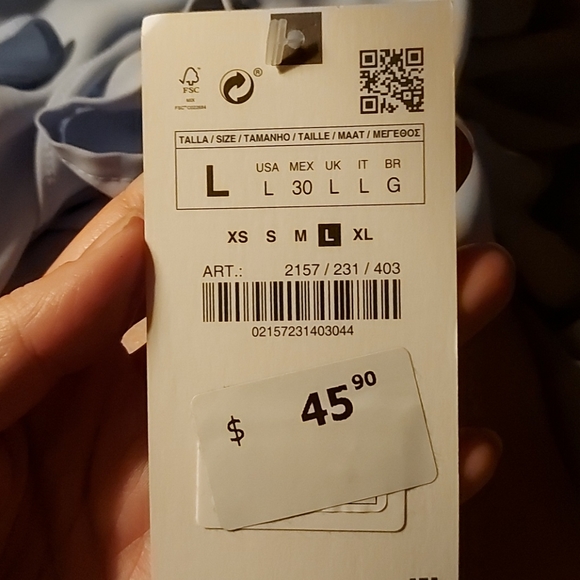 FSC
®
TALLA / SIZE / TAMANHO / TAILLE / MAAT / ΜΕΓΕΘΟΣ
USA MEX UK IT BR
L L 30 L L G
XS S M L XL
ART.: 2157 / 231 / 403
02157231403044
$ 45 90